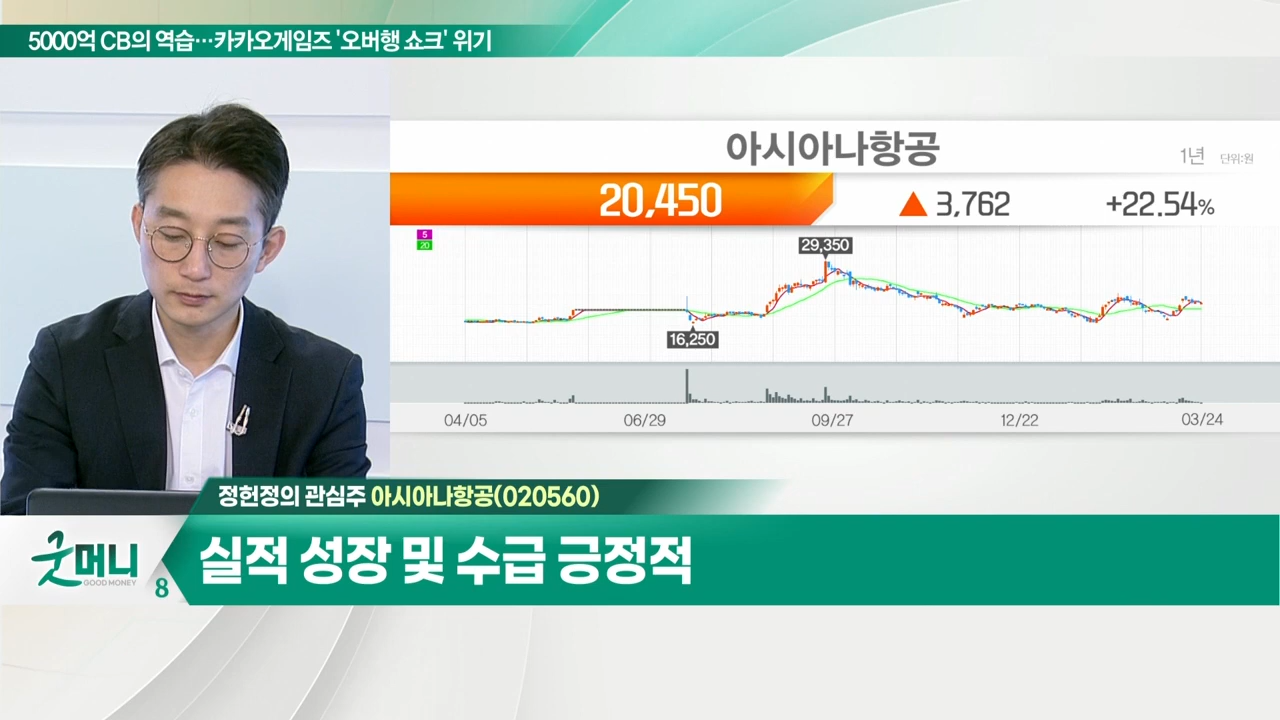 5000억 CB의 역습…카카오게임즈 '오버행 쇼크' 위기
아시아나항공
1년 단위:원
20,450 ▲ 3,762 +22.54%
5
20
29,350
16,250
04/05 06/29 09/27 12/22 03/24
정헌정의 관심주 아시아나항공(020560)
실적 성장 및 수급 긍정적
굿머니
GOOD MONEY
8